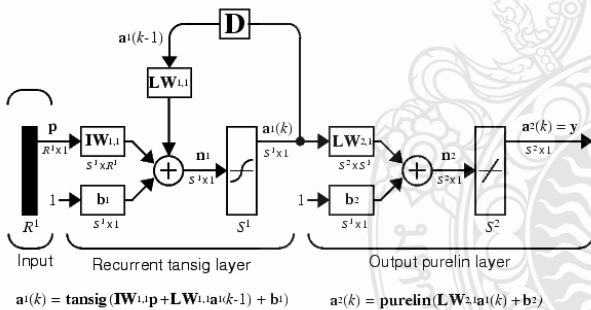 D
a¹(k-1)
LW1,1
p
IW1,1
a¹(k)
LW2,1
a²(k) = y
R¹x1
S¹xR¹
n1
S¹x1
S¹x1
S²xS¹
n2
S²x1
S²x1
1
b1
1
b2
S¹x1
S²x1
R¹
S¹
S²
Input
Recurrent tansig layer
Output purelin layer
a¹(k) = tansig (IW1,1p+LW1,1a¹(k-1) + b1)
a²(k) = purelin (LW2,1a¹(k) + b2)